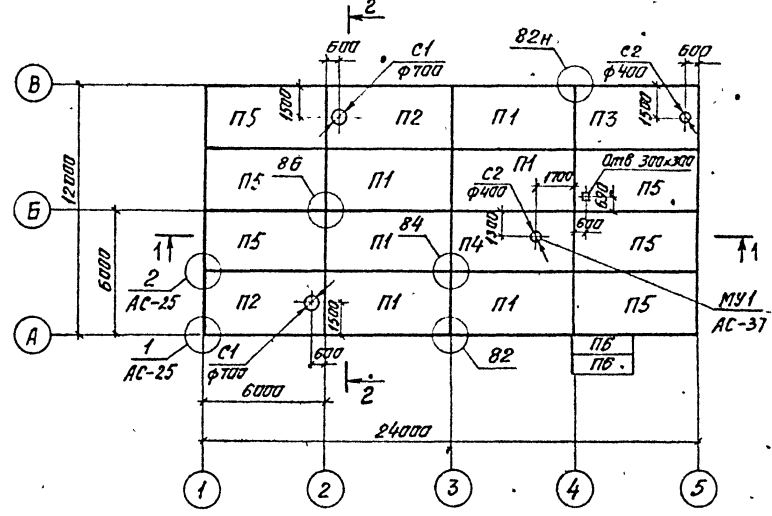 2
600
С1
ф700
82н
С2
ф400
600
В
1500
П5
П2
П1
П3
1500
12000
86
П1
С2
ф400
1700
Отв 300х300
П5
П1
П5
690
Б
1300
600
84
1
П5
П1
П4
П5
1
6000
2
АС-25
МУ1
АС-37
П2
1500
П1
П1
П5
А
1
АС-25
С1
ф700
600
82
П6
П6
6000
2
24000
1
2
3
4
5